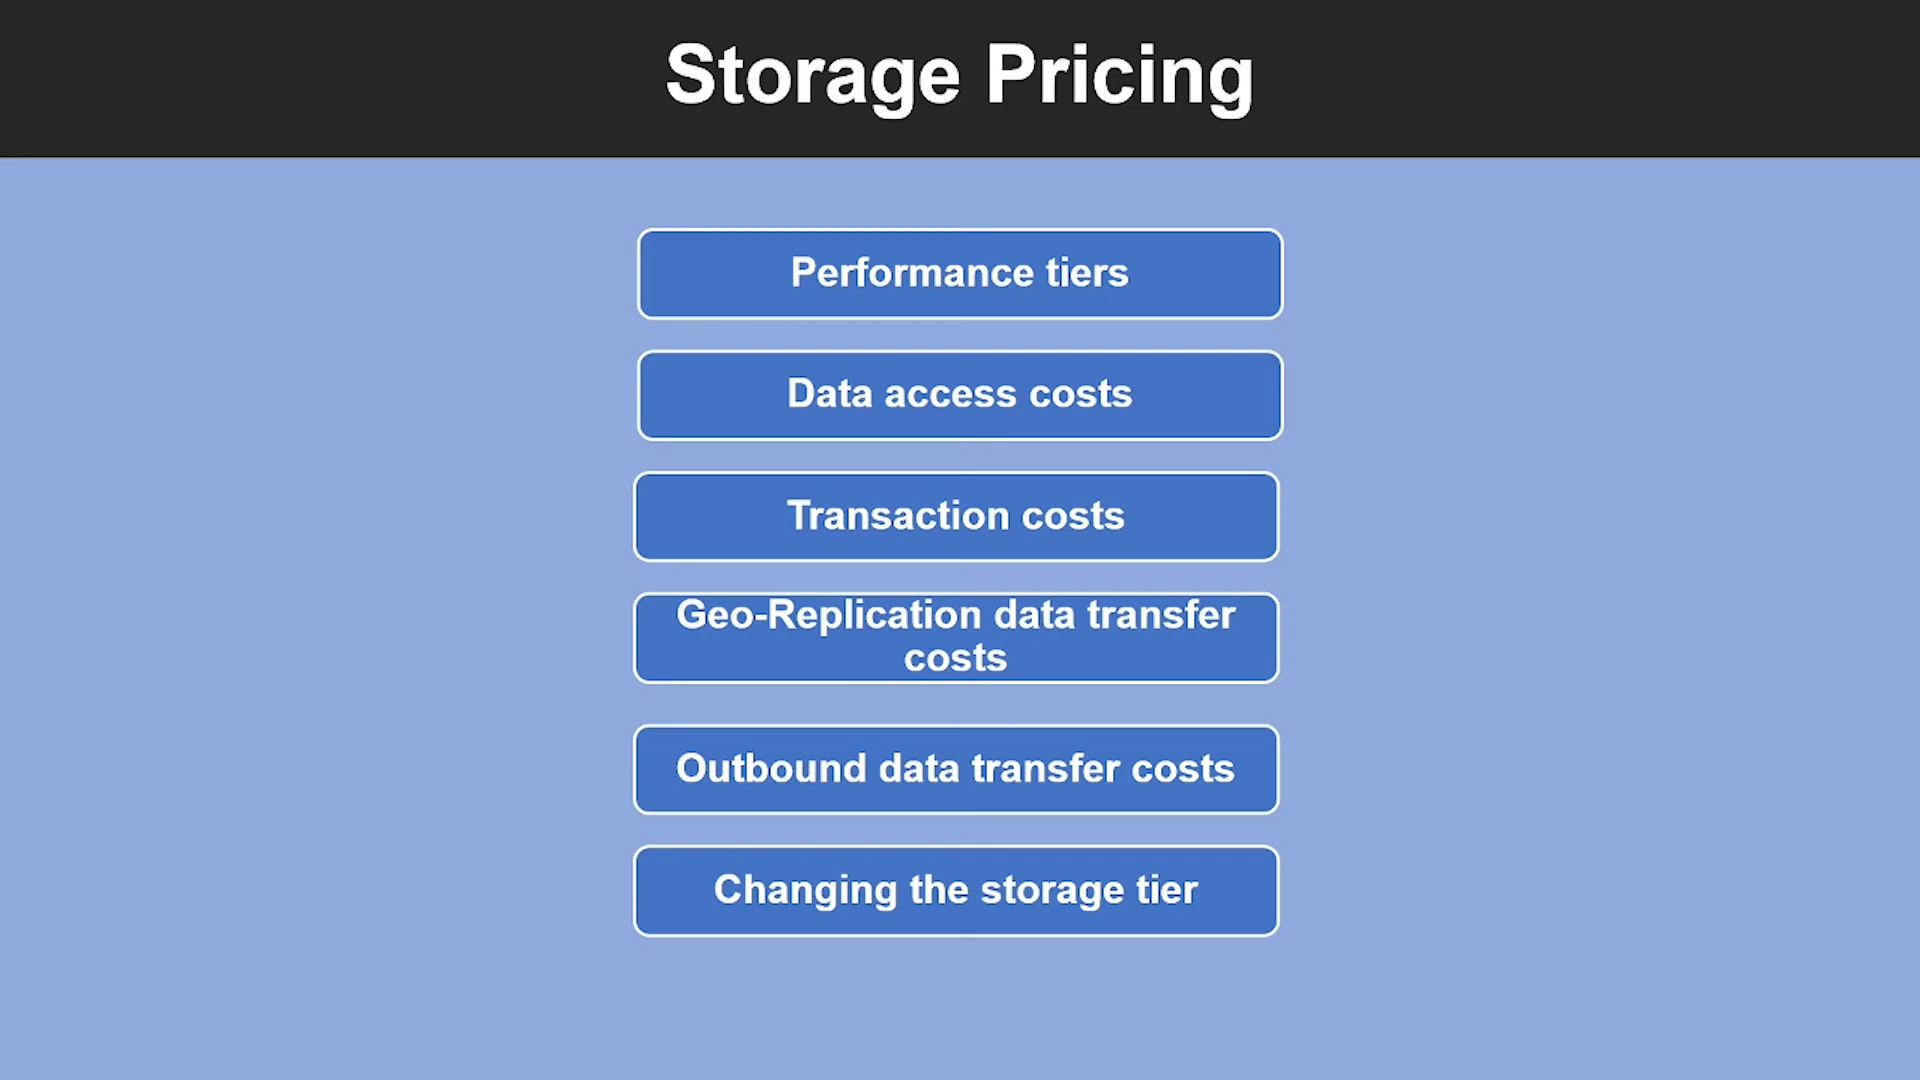 Storage Pricing
Performance tiers
Data access costs
Transaction costs
Geo-Replication data transfer
costs
Outbound data transfer costs
Changing the storage tier